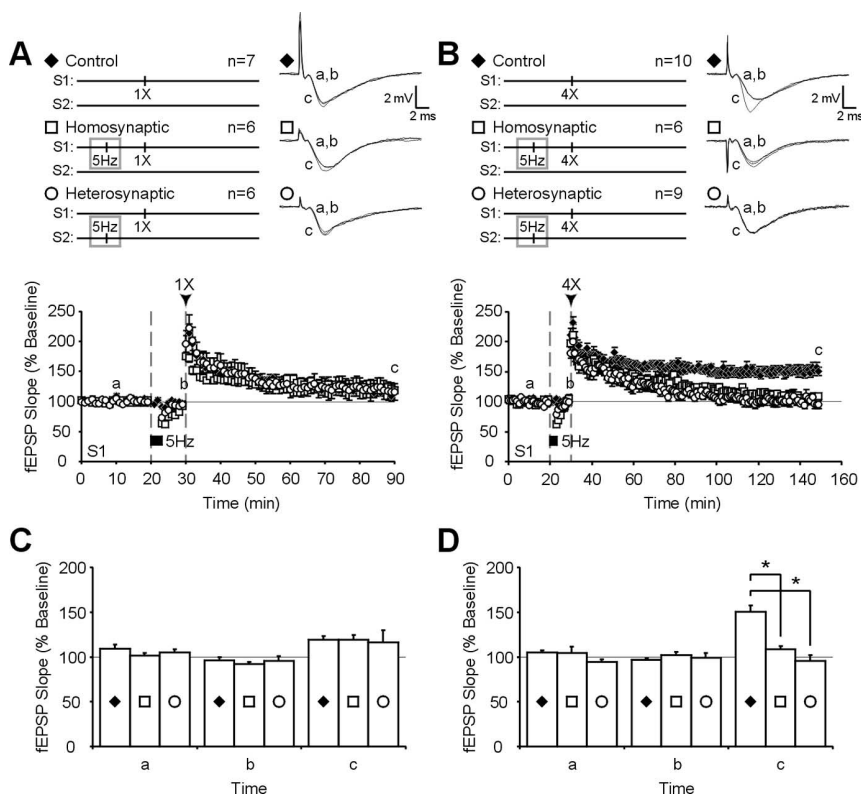 A
Control n=7
S1:
1X
S2:
Homosynaptic n=6
S1:
5Hz 1X
S2:
Heterosynaptic n=6
S1:
5Hz 1X
S2:
a,b
c
2 mV
2 ms
a,b
c
a,b
c
1X
250
200
150
100
50
0
fEPSP Slope (% Baseline)
a
b
c
5Hz
S1
0 10 20 30 40 50 60 70 80 90
Time (min)
B
Control n=10
S1:
4X
S2:
Homosynaptic n=6
S1:
5Hz 4X
S2:
Heterosynaptic n=9
S1:
5Hz 4X
S2:
a,b
c
2 mV
2 ms
a,b
c
a,b
c
4X
250
200
150
100
50
0
fEPSP Slope (% Baseline)
a
b
c
5Hz
S1
0 20 40 60 80 100 120 140 160
Time (min)
C
200
150
100
50
0
fEPSP Slope (% Baseline)
a b c
Time
D
200
150
100
50
0
fEPSP Slope (% Baseline)
*
*
a b c
Time